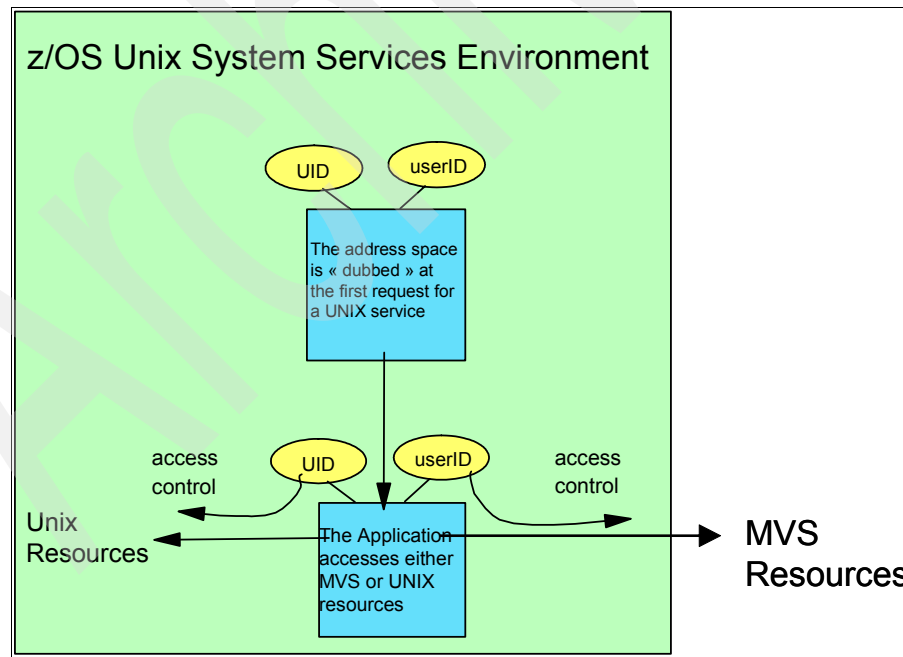 z/OS Unix System Services Environment
UID
userID
The address space
is « dubbed » at
the first request for
a UNIX service
access
control
UID
userID
access
control
Unix
Resources
The Application
accesses either
MVS or UNIX
resources
MVS
Resources